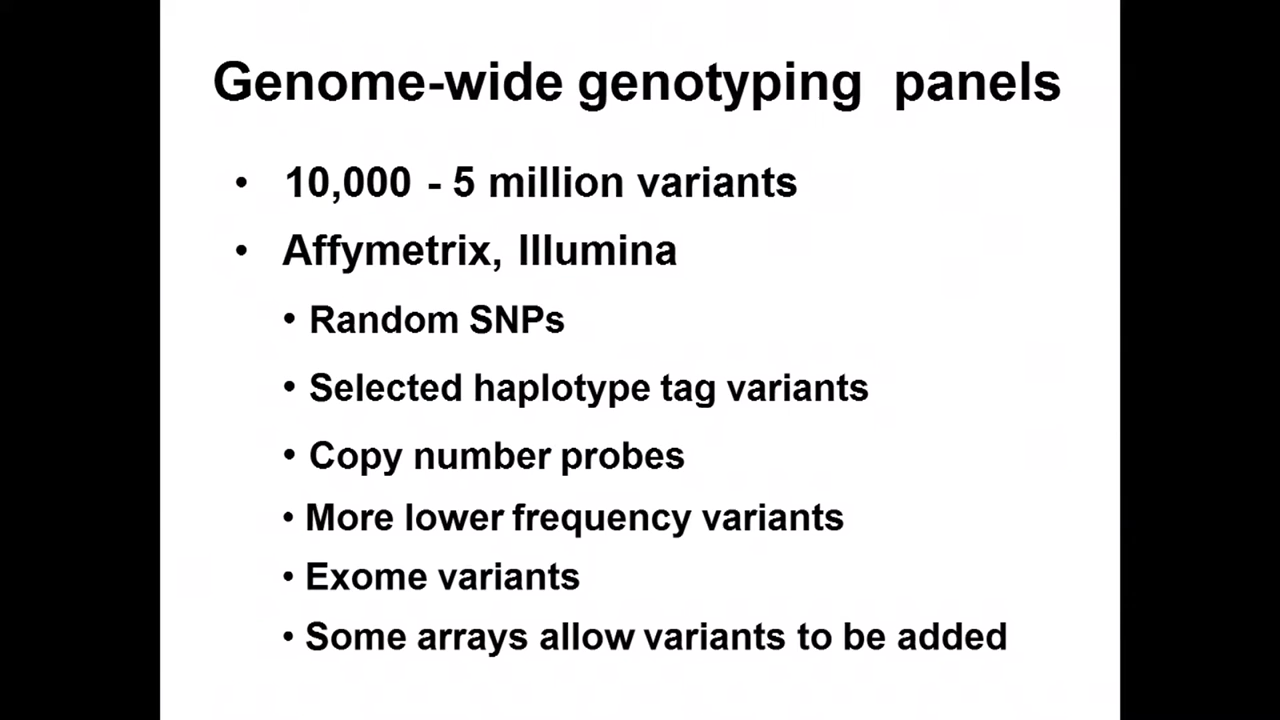 Genome-wide genotyping panels
• 10,000 - 5 million variants
• Affymetrix, Illumina
• Random SNPs
• Selected haplotype tag variants
• Copy number probes
• More lower frequency variants
• Exome variants
• Some arrays allow variants to be added